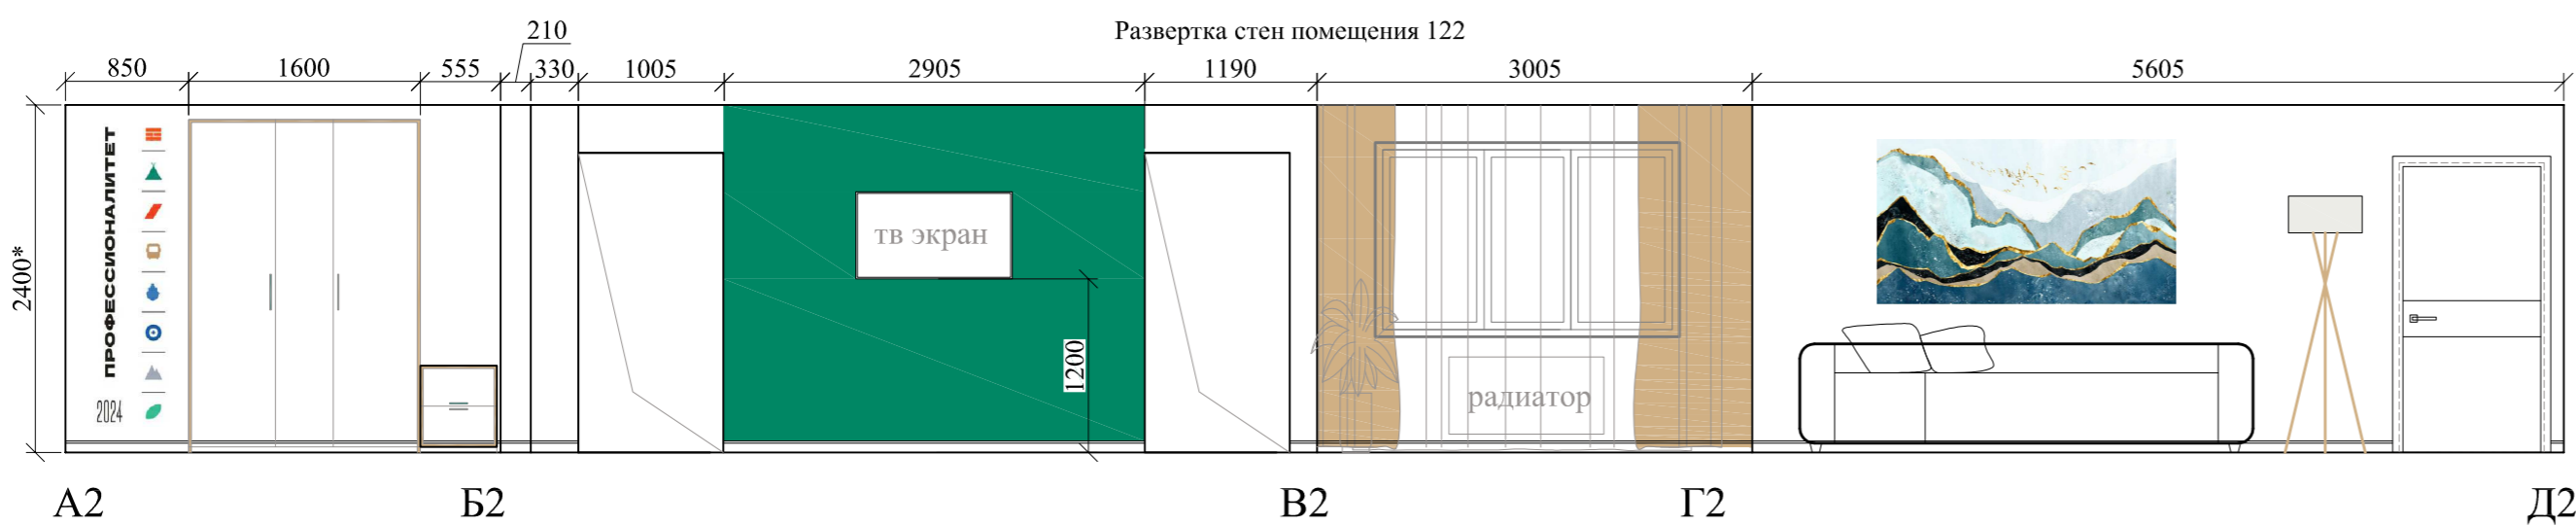 Развертка стен помещения 122
210
850 1600 555 330 1005 2905 1190 3005 5605
2400*
ПРОФЕССИОНАЛИТЕТ
2024
тв экран
1200
радиатор
А2 Б2 В2 Г2 Д2